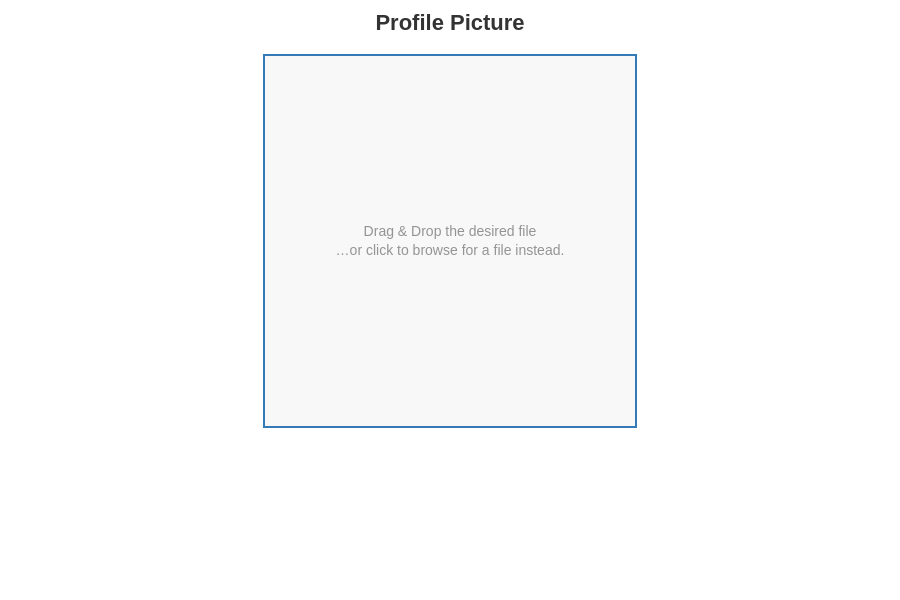 Profile Picture
Drag & Drop the desired file
…or click to browse for a file instead.